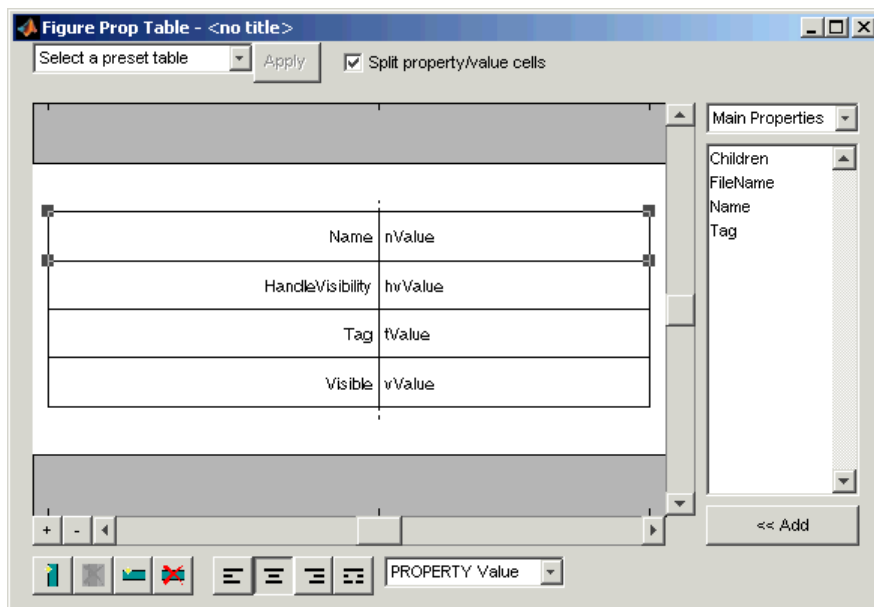 Figure Prop Table - <no title>
Select a preset table
Apply
Split property/value cells
Main Properties
Children
FileName
Name
Tag
Name nValue
HandleVisibility hvValue
Tag tValue
Visible vValue
+ -
<< Add
PROPERTY Value